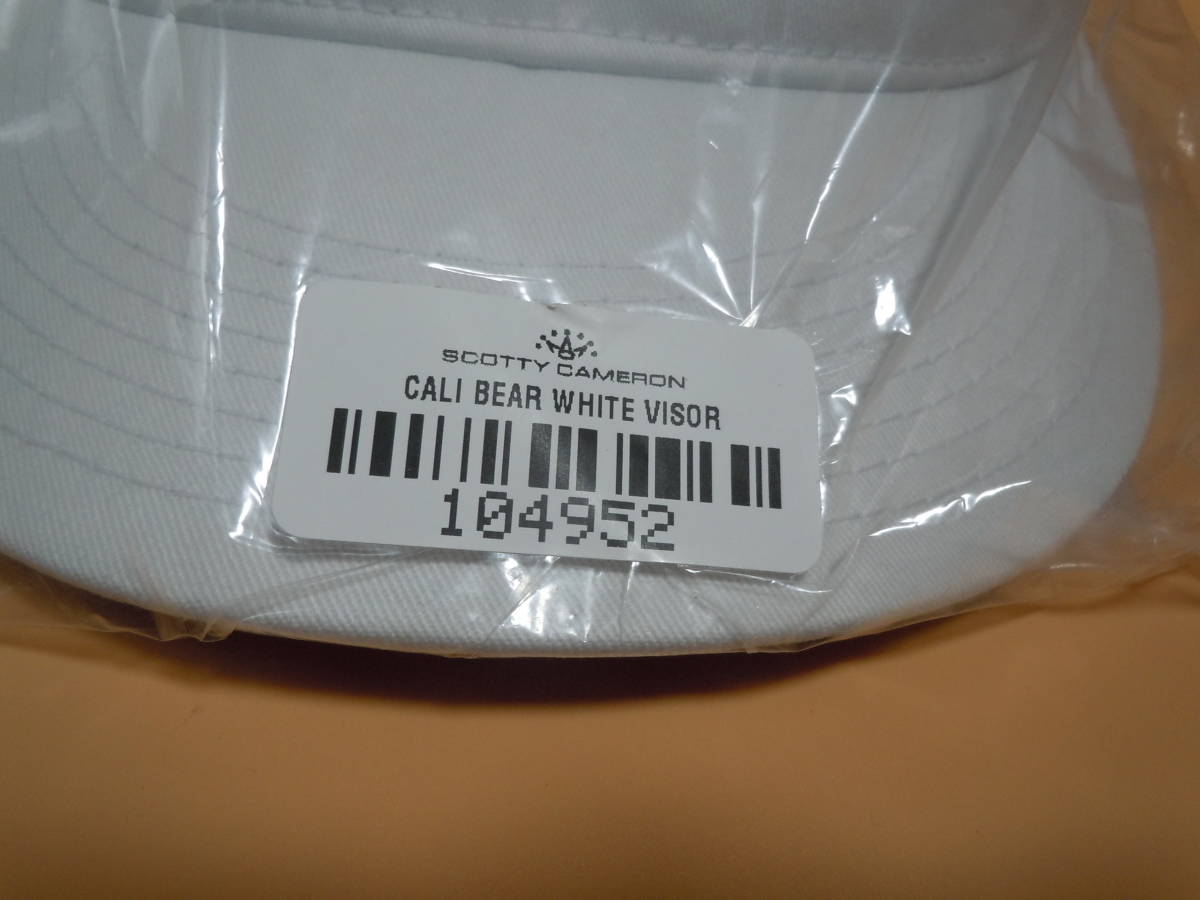 SCOTTY CAMERON
CALI BEAR WHITE VISOR
104952